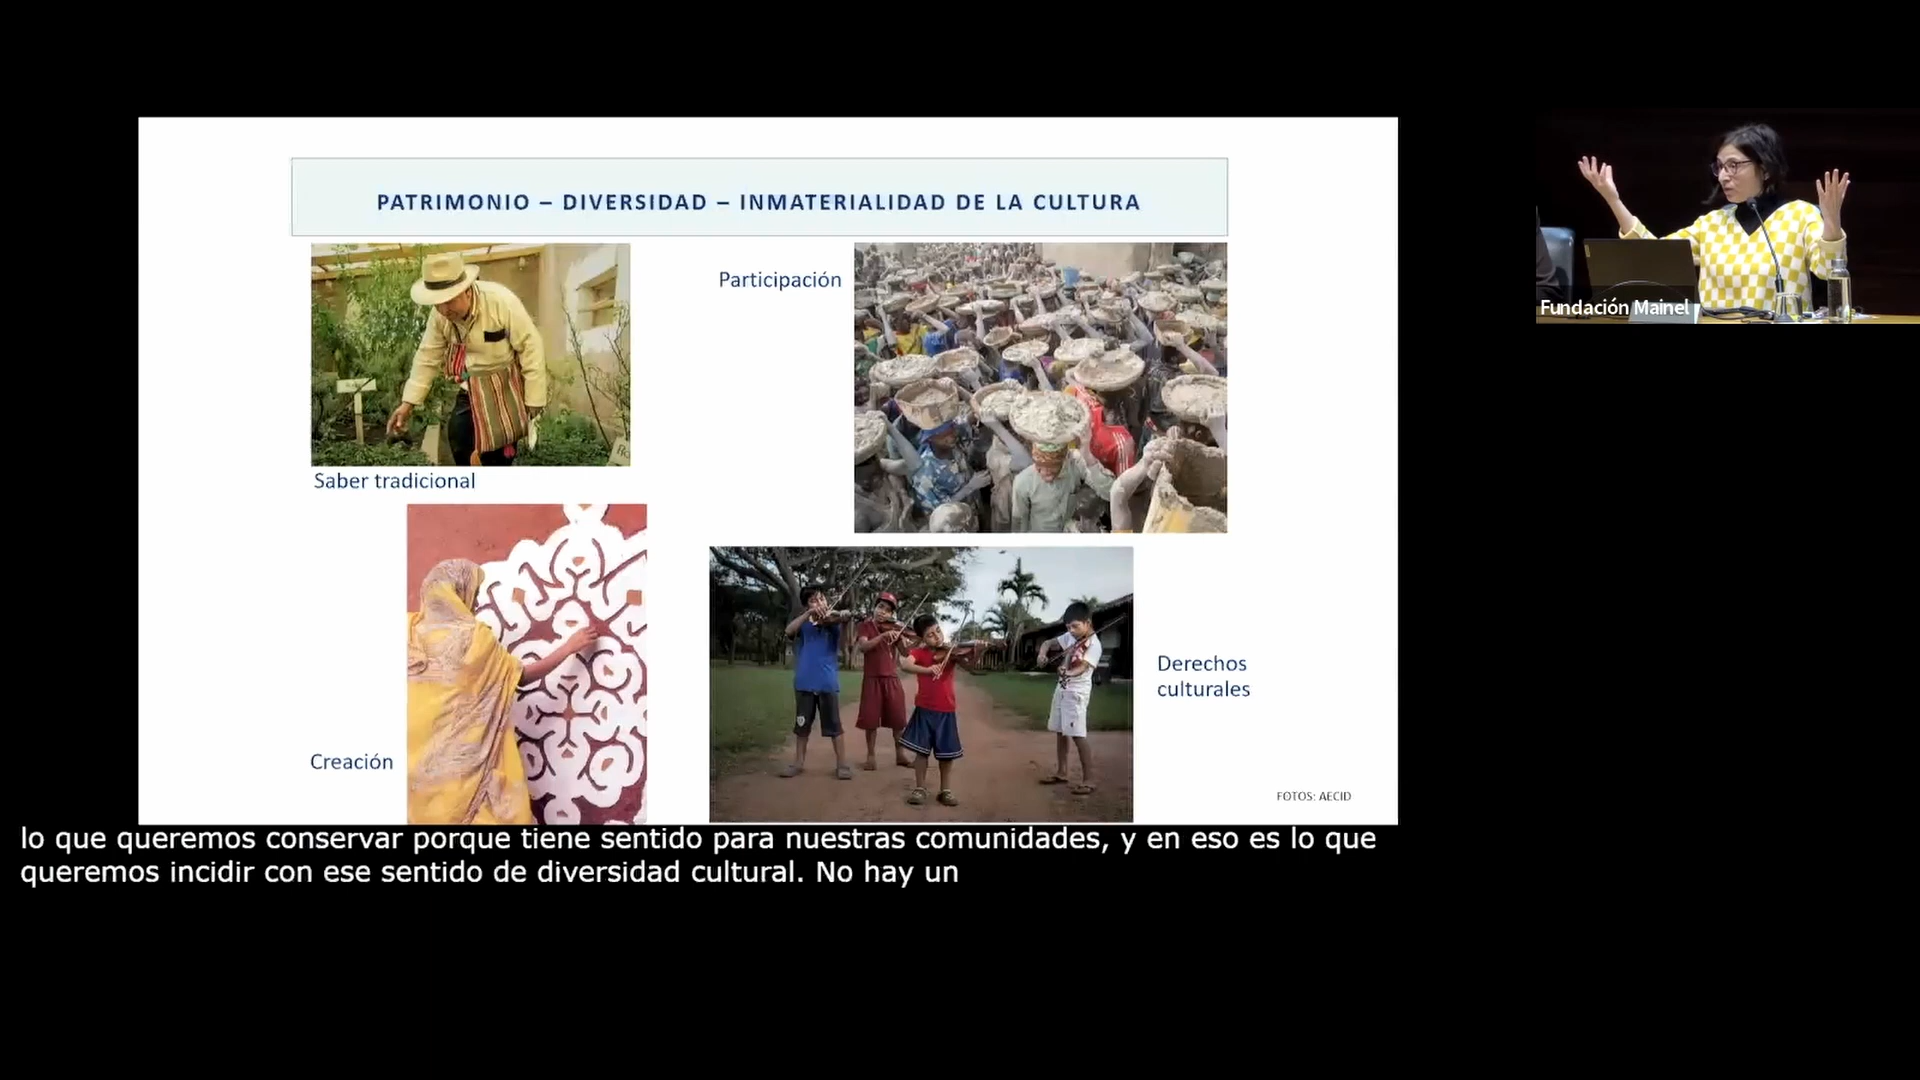 PATRIMONIO – DIVERSIDAD – INMATERIALIDAD DE LA CULTURA
Participación
Saber tradicional
Derechos
culturales
Creación
FOTOS: AECID
Fundación Mainel
lo que queremos conservar porque tiene sentido para nuestras comunidades, y en eso es lo que
queremos incidir con ese sentido de diversidad cultural. No hay un